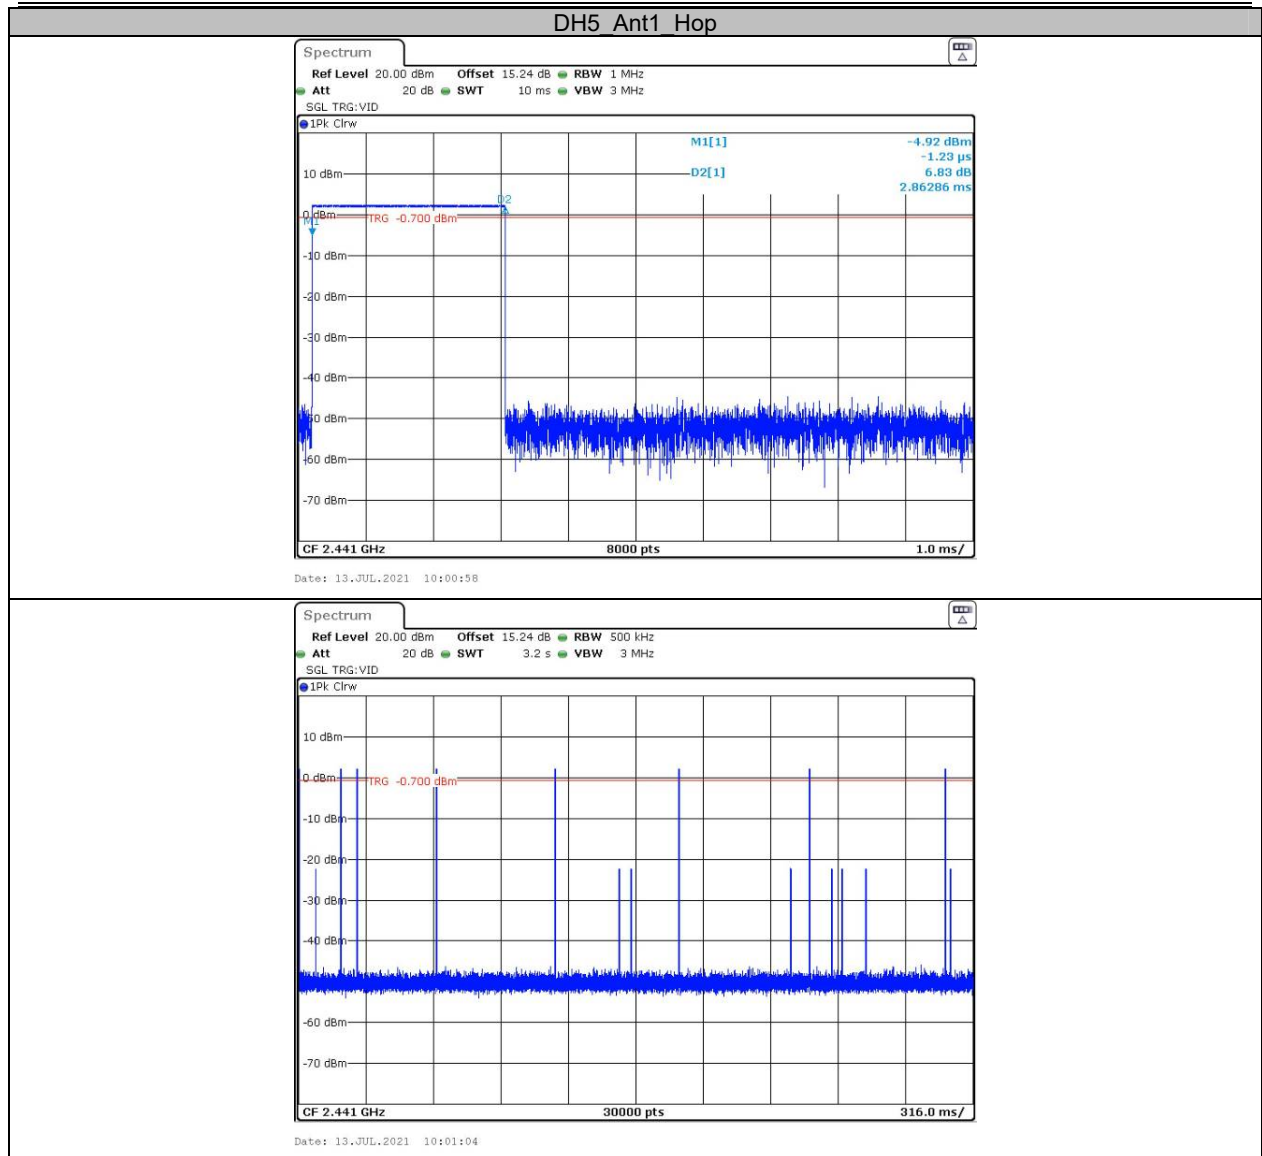 DH5_Ant1_Hop
Spectrum
Ref Level 20.00 dBm Offset 15.24 dB RBW 1 MHz
Att 20 dB SWT 10 ms VBW 3 MHz
SGL TRG:VID
1Pk Clrw
M1[1] -4.92 dBm
-1.23 µs
10 dBm D2[1] 6.83 dB
2.86286 ms
D2
0 dBm
M1 TRG -0.700 dBm
-10 dBm
-20 dBm
-30 dBm
-40 dBm
-50 dBm
-60 dBm
-70 dBm
CF 2.441 GHz 8000 pts 1.0 ms/
Date: 13.JUL.2021 10:00:58
Spectrum
Ref Level 20.00 dBm Offset 15.24 dB RBW 500 kHz
Att 20 dB SWT 3.2 s VBW 3 MHz
SGL TRG:VID
1Pk Clrw
10 dBm
0 dBm TRG -0.700 dBm
-10 dBm
-20 dBm
-30 dBm
-40 dBm
-60 dBm
-70 dBm
CF 2.441 GHz 30000 pts 316.0 ms/
Date: 13.JUL.2021 10:01:04